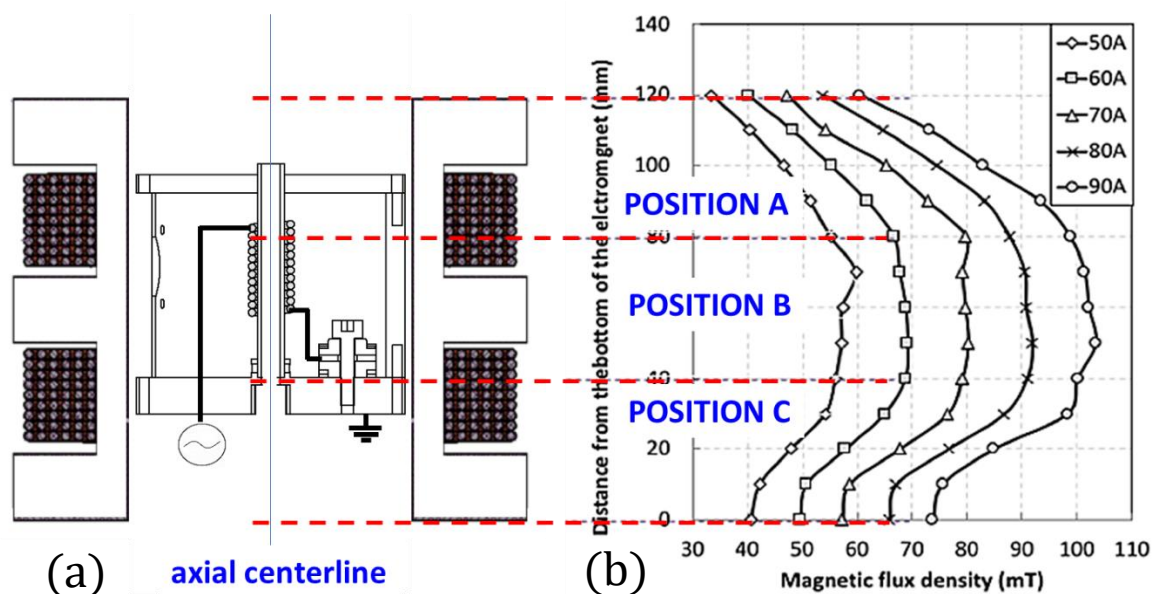 (a)
axial centerline
(b)
Distance from thebottom of the elctromgnet (mm)
140
120
100
80
60
40
20
0
POSITION A
POSITION B
POSITION C
50A
60A
70A
80A
90A
30 40 50 60 70 80 90 100 110
Magnetic flux density (mT)